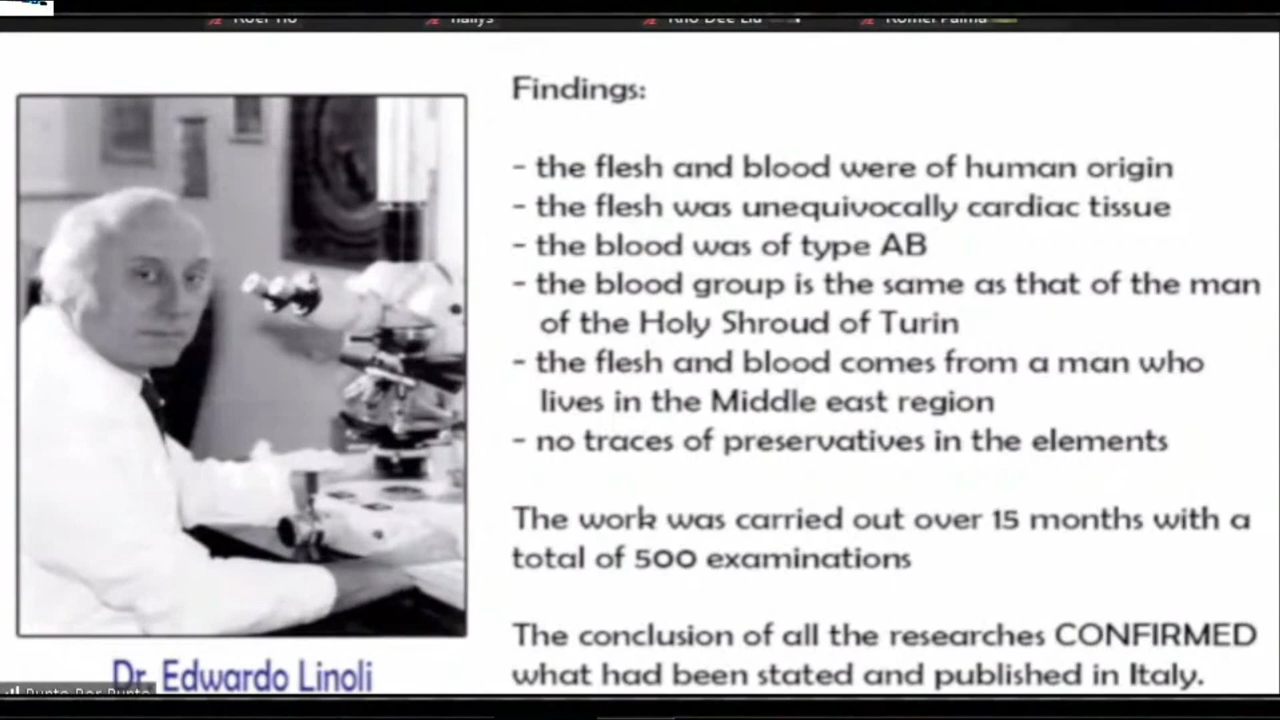 Findings:
- the flesh and blood were of human origin
- the flesh was unequivocally cardiac tissue
- the blood was of type AB
- the blood group is the same as that of the man
of the Holy Shroud of Turin
- the flesh and blood comes from a man who
lives in the Middle east region
- no traces of preservatives in the elements
The work was carried out over 15 months with a
total of 500 examinations
The conclusion of all the researches CONFIRMED
what had been stated and published in Italy.
Dr. Edwardo Linoli